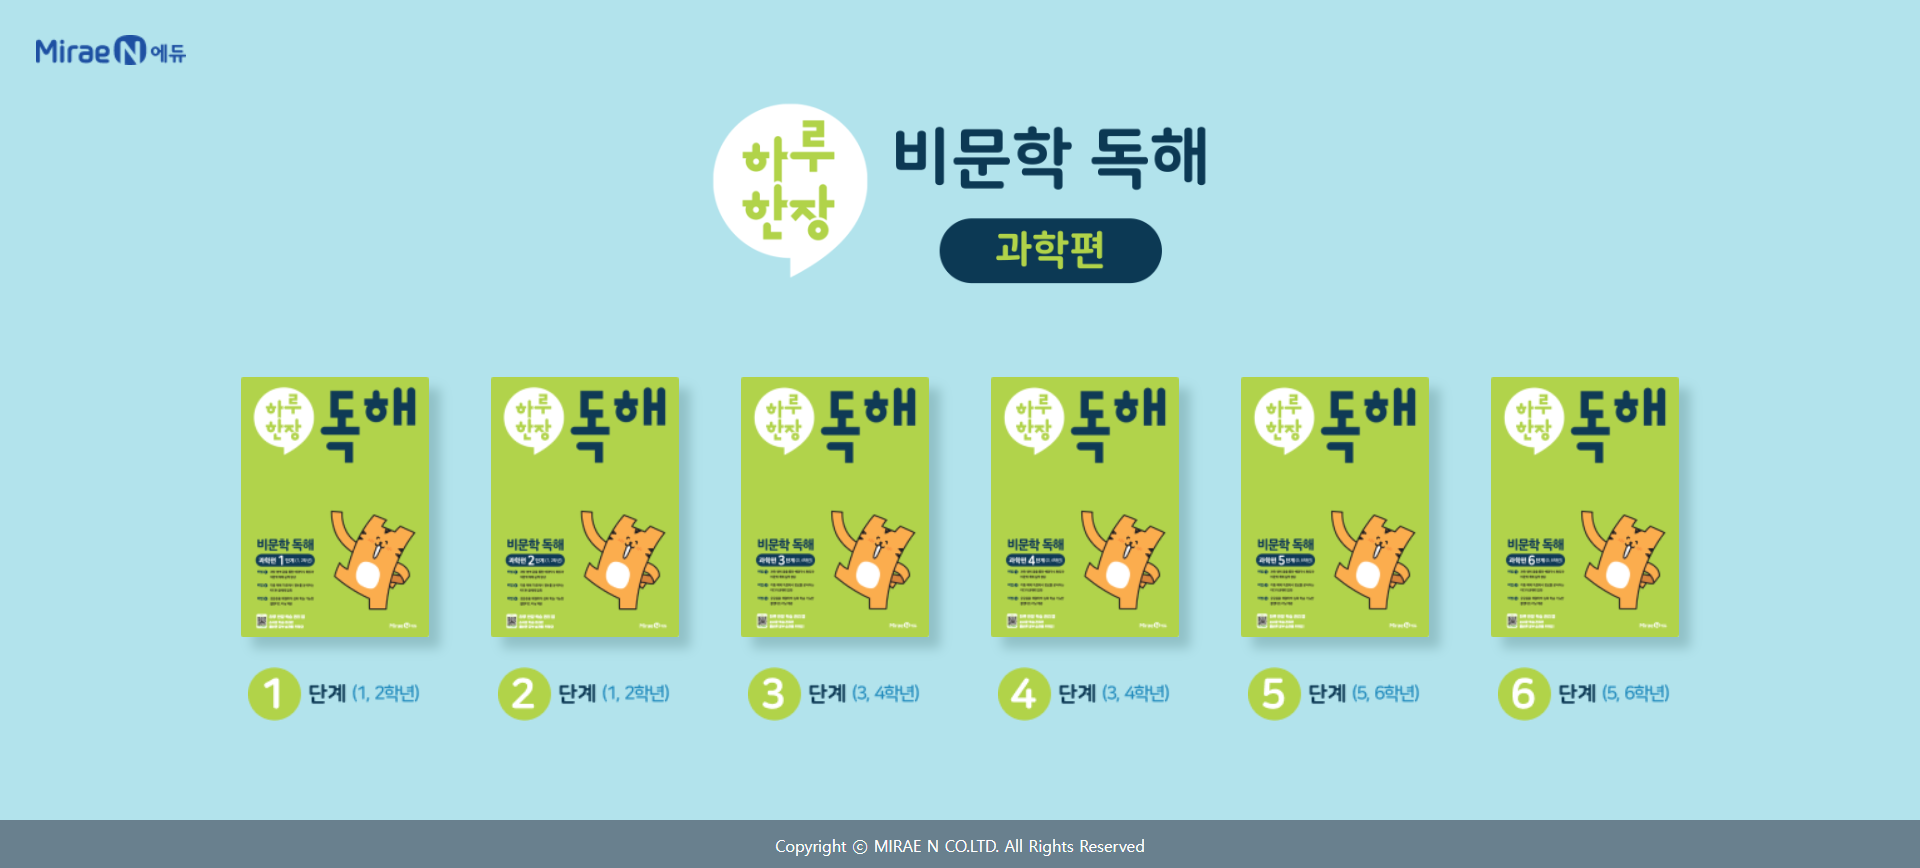 Mirae N 에듀
하루
한장
비문학 독해
과학편
하루
한장
독해
비문학 독해
과학편 1단계
하루
한장
독해
비문학 독해
과학편 2단계
하루
한장
독해
비문학 독해
과학편 3단계
하루
한장
독해
비문학 독해
과학편 4단계
하루
한장
독해
비문학 독해
과학편 5단계
하루
한장
독해
비문학 독해
과학편 6단계
1 단계 (1, 2학년)
2 단계 (1, 2학년)
3 단계 (3, 4학년)
4 단계 (3, 4학년)
5 단계 (5, 6학년)
6 단계 (5, 6학년)
Copyright ⓒ MIRAE N CO.LTD. All Rights Reserved